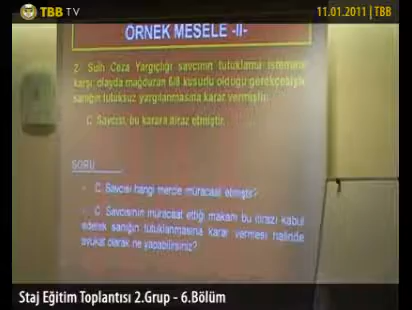 TBB TV
11.01.2011 | TBB
ÖRNEK MESELE -II-
2- Sulh Ceza Yargıçlığı savcının tutuklama istemine
karşı olayda mağdurun 6/8 kusurlu olduğu gerekçesiyle
sanığın tutuksuz yargılanmasına karar vermiştir.
C. Savcısı, bu karara itiraz etmiştir.
SORU
- C. Savcısı hangi merciie müracaat etmiştir?
- C. Savcısının müracaat ettiği makam bu itirazı kabul
ederek sanığın tutuklanmasına karar vermesi halinde
avukat olarak ne yapabilirsiniz?
Staj Eğitim Toplantısı 2.Grup - 6.Bölüm